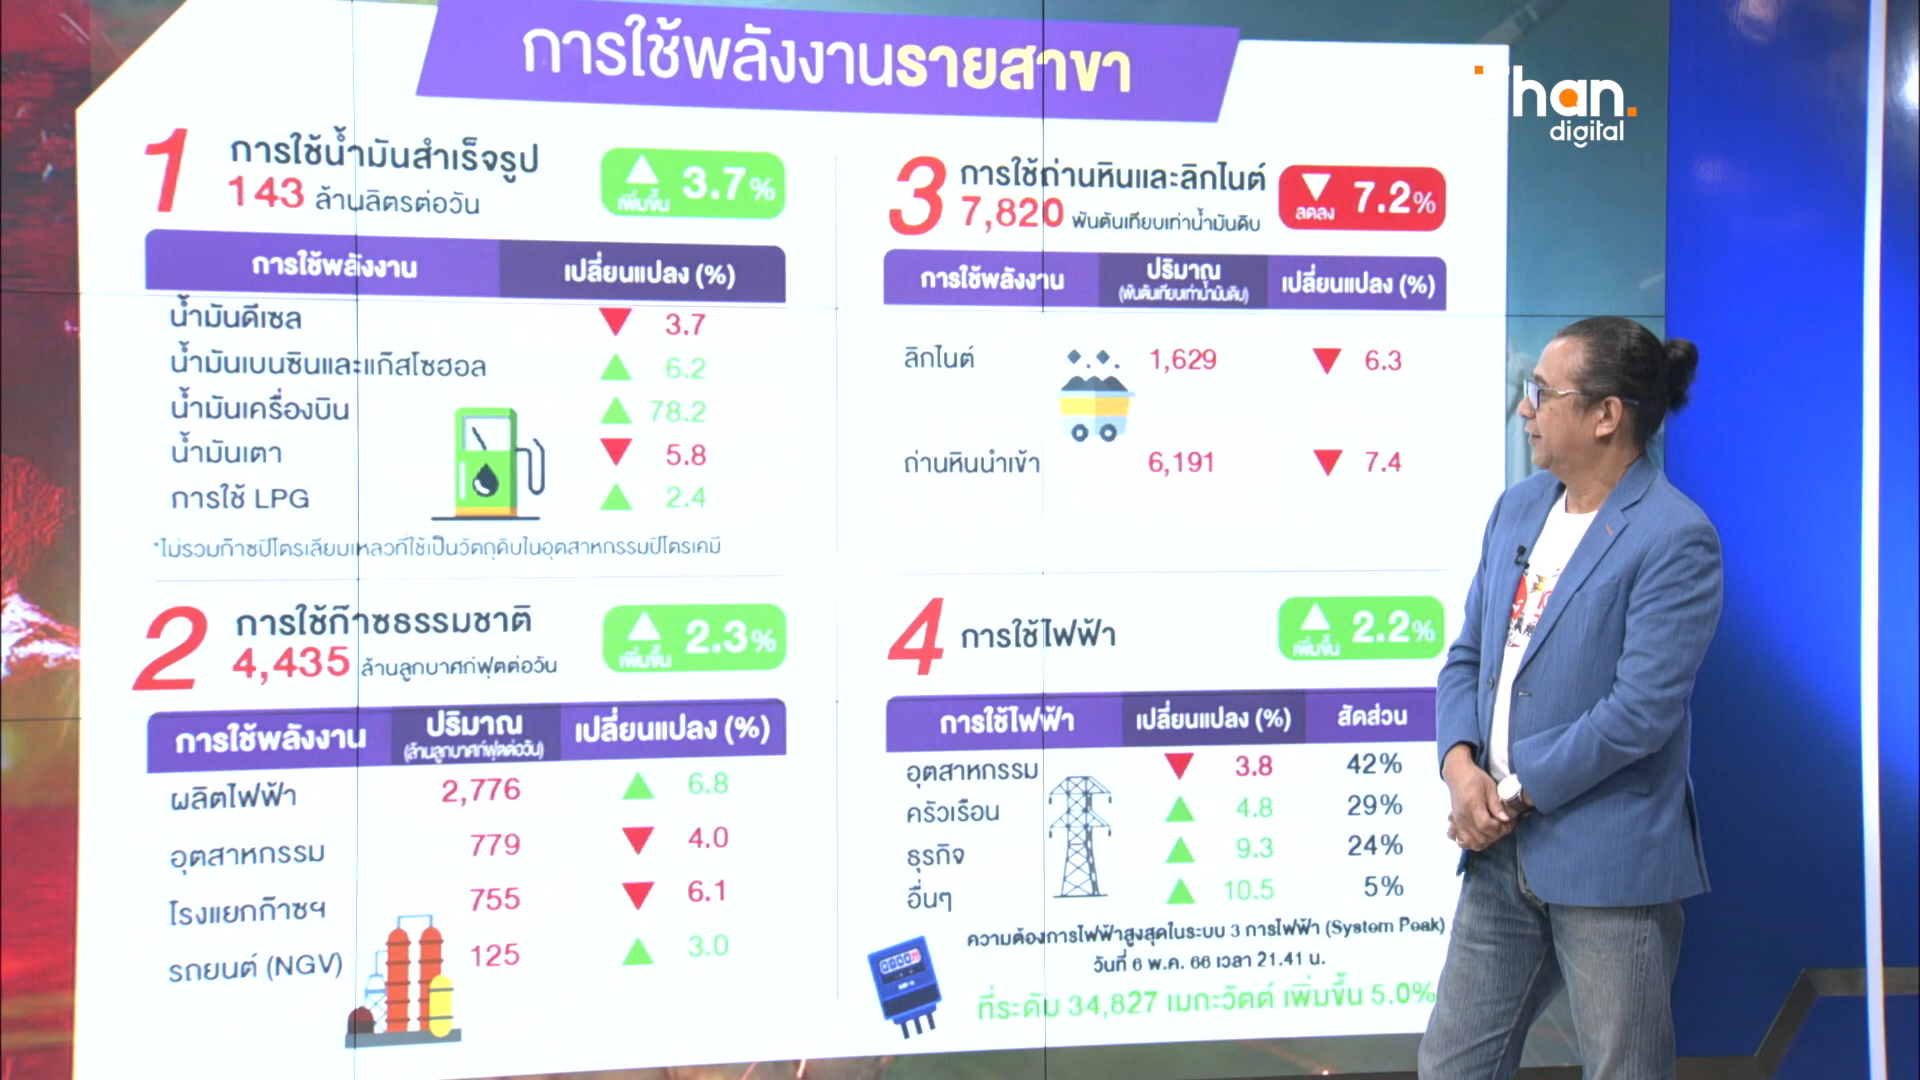 การใช้พลังงานรายสาขา
Than.
digital
1 การใช้น้ำมันสำเร็จรูป
143 ล้านลิตรต่อวัน
เพิ่มขึ้น 3.7%
การใช้พลังงาน เปลี่ยนแปลง (%)
น้ำมันดีเซล 3.7
น้ำมันเบนซินและแก๊สโซฮอล 6.2
น้ำมันเครื่องบิน 78.2
น้ำมันเตา 5.8
การใช้ LPG 2.4
*ไม่รวมก๊าซปิโตรเลียมเหลวที่ใช้เป็นวัตถุดิบในอุตสาหกรรมปิโตรเคมี
2 การใช้ก๊าซธรรมชาติ
4,435 ล้านลูกบาศก์ฟุตต่อวัน
เพิ่มขึ้น 2.3%
การใช้พลังงาน ปริมาณ เปลี่ยนแปลง (%)
(ล้านลูกบาศก์ฟุตต่อวัน)
ผลิตไฟฟ้า 2,776 6.8
อุตสาหกรรม 779 4.0
โรงแยกก๊าซฯ 755 6.1
รถยนต์ (NGV) 125 3.0
3 การใช้ถ่านหินและลิกไนต์
7,820 พันตันเทียบเท่าน้ำมันดิบ
ลดลง 7.2%
การใช้พลังงาน ปริมาณ เปลี่ยนแปลง (%)
(พันตันเทียบเท่าน้ำมันดิบ)
ลิกไนต์ 1,629 6.3
ถ่านหินนำเข้า 6,191 7.4
4 การใช้ไฟฟ้า
เพิ่มขึ้น 2.2%
การใช้ไฟฟ้า เปลี่ยนแปลง (%) สัดส่วน
อุตสาหกรรม 3.8 42%
ครัวเรือน 4.8 29%
ธุรกิจ 9.3 24%
อื่นๆ 10.5 5%
ความต้องการไฟฟ้าสูงสุดในระบบ 3 การไฟฟ้า (System Peak)
วันที่ 6 พ.ค. 66 เวลา 21.41 น.
ที่ระดับ 34,827 เมกะวัตต์ เพิ่มขึ้น 5.0%